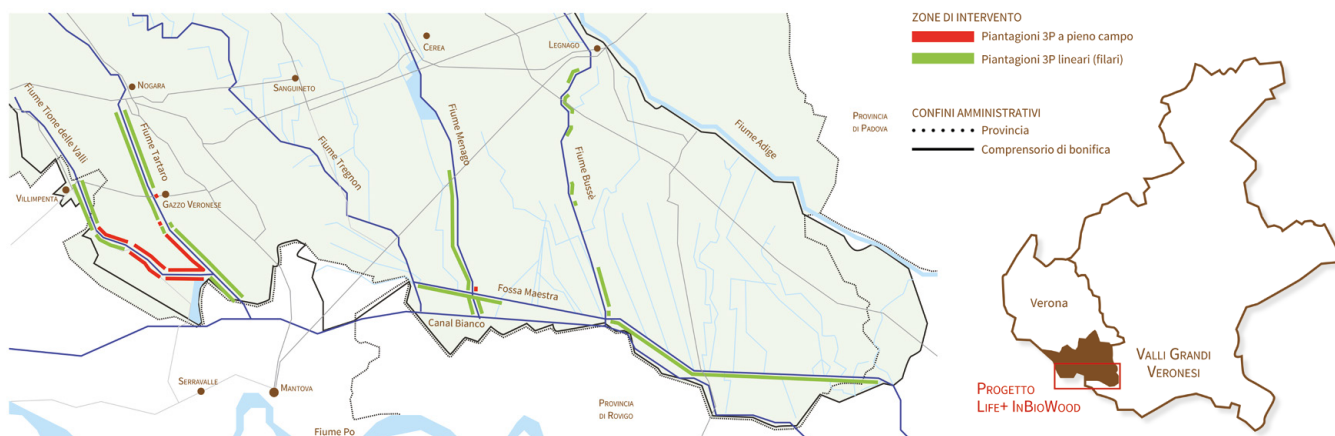 ZONE DI INTERVENTO
Piantagioni 3P a pieno campo
Piantagioni 3P lineari (filari)
CONFINI AMMINISTRATIVI
Provincia
Comprensorio di bonifica
Cerea
Legnago
Nogara
Sanguineto
Fiume Tione delle Valli
Fiume Tartaro
Fiume Tregnon
Fiume Menago
Fiume Bussè
Fiume Adige
Provincia
di Padova
Villimpenta
Gazzo Veronese
Fossa Maestra
Canal Bianco
Serravalle
Mantova
Provincia
di Rovigo
Fiume Po
Verona
Valli Grandi
Veronesi
Progetto
Life+ InBioWood